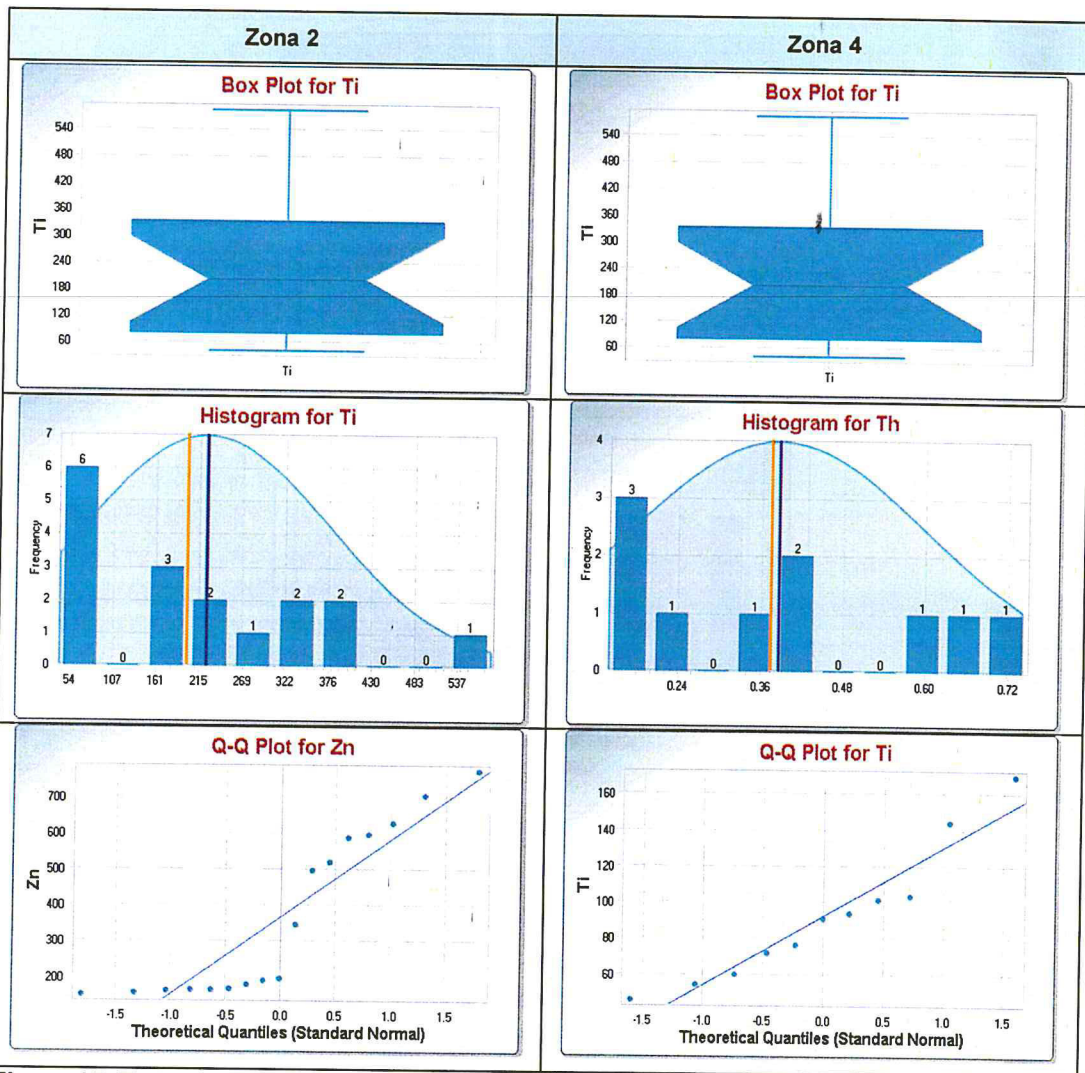 Zona 2
Zona 4
Box Plot for Ti
540
480
420
360
300
240
180
120
60
Ti
Ti
Box Plot for Ti
540
480
420
360
300
240
180
120
60
Ti
Ti
Histogram for Ti
7
6
5
4
3
2
1
0
Frequency
6
0
3
2
1
2
2
0
0
1
54 107 161 215 269 322 376 430 483 537
Histogram for Th
4
3
2
1
0
Frequency
3
1
0
1
2
0
0
1
1
1
0.24 0.36 0.48 0.60 0.72
Q-Q Plot for Zn
700
600
500
400
300
200
Zn
-1.5 -1.0 -0.5 0.0 0.5 1.0 1.5
Theoretical Quantiles (Standard Normal)
Q-Q Plot for Ti
160
140
120
100
80
60
Ti
-1.5 -1.0 -0.5 0.0 0.5 1.0 1.5
Theoretical Quantiles (Standard Normal)